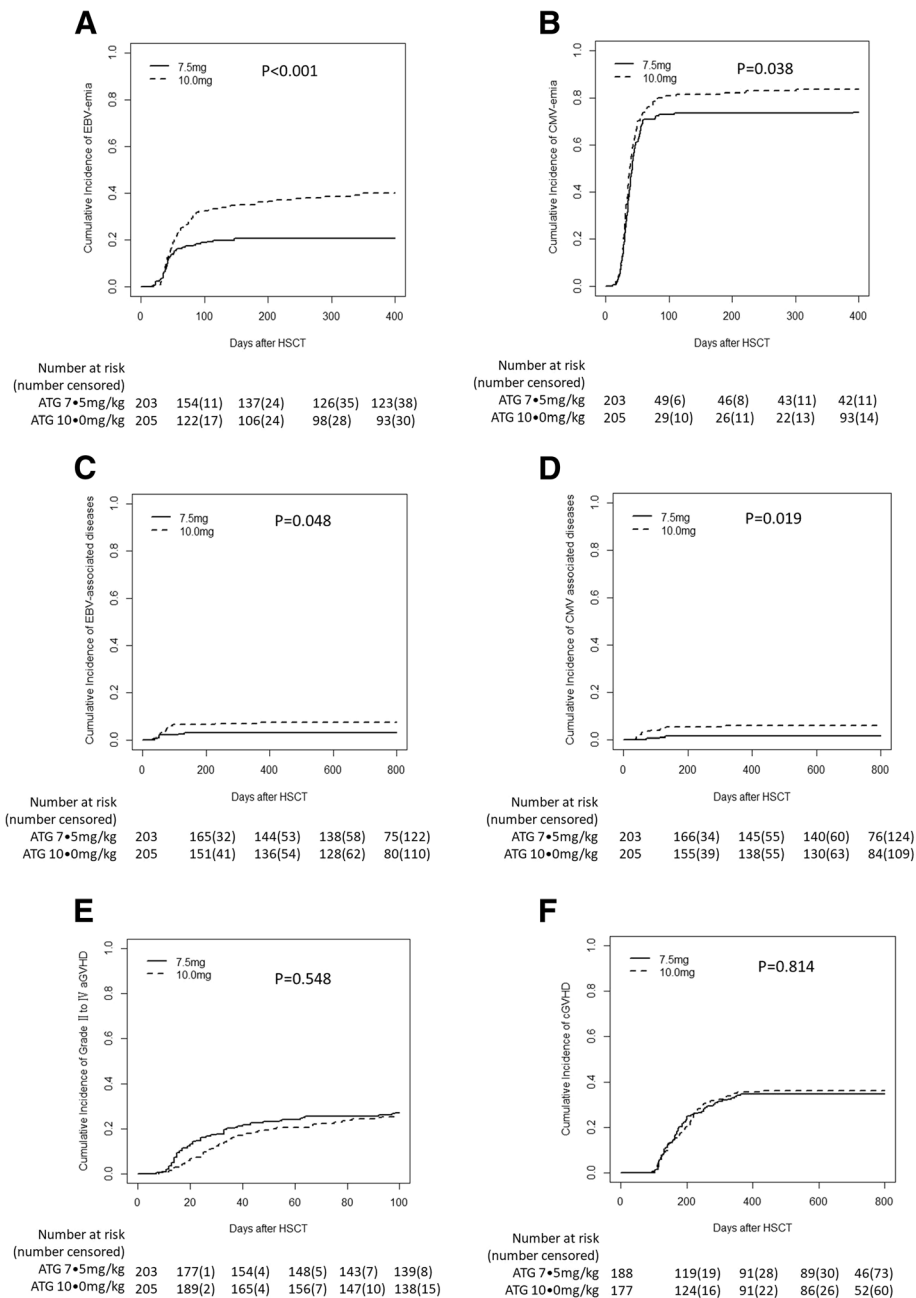 A
7.5mg
10.0mg
P<0.001
Cumulative Incidence of EBV-emia
0.0 0.2 0.4 0.6 0.8 1.0
0 100 200 300 400
Days after HSCT
Number at risk
(number censored)
ATG 7•5mg/kg 203 154(11) 137(24) 126(35) 123(38)
ATG 10•0mg/kg 205 122(17) 106(24) 98(28) 93(30)
B
7.5mg
10.0mg
P=0.038
Cumulative Incidence of CMV-emia
0.0 0.2 0.4 0.6 0.8 1.0
0 100 200 300 400
Days after HSCT
Number at risk
(number censored)
ATG 7•5mg/kg 203 49(6) 46(8) 43(11) 42(11)
ATG 10•0mg/kg 205 29(10) 26(11) 22(13) 93(14)
C
7.5mg
10.0mg
P=0.048
Cumulative Incidence of EBV-associated diseases
0.0 0.2 0.4 0.6 0.8 1.0
0 200 400 600 800
Days after HSCT
Number at risk
(number censored)
ATG 7•5mg/kg 203 165(32) 144(53) 138(58) 75(122)
ATG 10•0mg/kg 205 151(41) 136(54) 128(62) 80(110)
D
7.5mg
10.0mg
P=0.019
Cumulative Incidence of CMV associated diseases
0.0 0.2 0.4 0.6 0.8 1.0
0 200 400 600 800
Days after HSCT
Number at risk
(number censored)
ATG 7•5mg/kg 203 166(34) 145(55) 140(60) 76(124)
ATG 10•0mg/kg 205 155(39) 138(55) 130(63) 84(109)
E
7.5mg
10.0mg
P=0.548
Cumulative Incidence of Grade Ⅱ to Ⅳ aGVHD
0.0 0.2 0.4 0.6 0.8 1.0
0 20 40 60 80 100
Days after HSCT
Number at risk
(number censored)
ATG 7•5mg/kg 203 177(1) 154(4) 148(5) 143(7) 139(8)
ATG 10•0mg/kg 205 189(2) 165(4) 156(7) 147(10) 138(15)
F
7.5mg
10.0mg
P=0.814
Cumulative Incidence of cGVHD
0.0 0.2 0.4 0.6 0.8 1.0
0 200 400 600 800
Days after HSCT
Number at risk
(number censored)
ATG 7•5mg/kg 188 119(19) 91(28) 89(30) 46(73)
ATG 10•0mg/kg 177 124(16) 91(22) 86(26) 52(60)